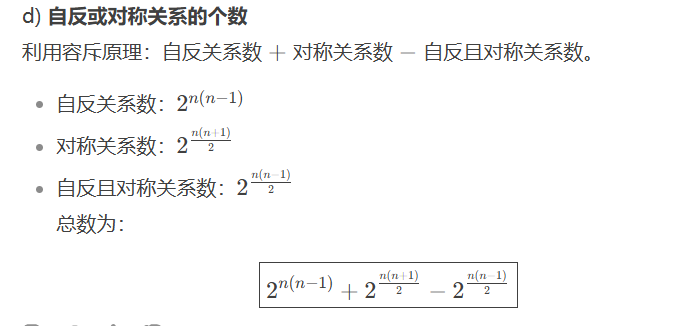 d) 自反或对称关系的个数
利用容斥原理：自反关系数 + 对称关系数 − 自反且对称关系数。
• 自反关系数：$2^{n(n-1)}$
• 对称关系数：$2^{\frac{n(n+1)}{2}}$
• 自反且对称关系数：$2^{\frac{n(n-1)}{2}}$
总数为：
$2^{n(n-1)} + 2^{\frac{n(n+1)}{2}} - 2^{\frac{n(n-1)}{2}}$